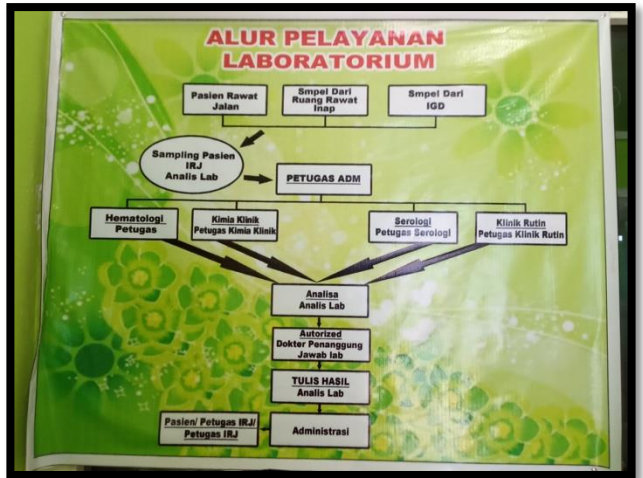 ALUR PELAYANAN
LABORATORIUM
Pasien Rawat
Jalan
Smpel Dari
Ruang Rawat
Inap
Smpel Dari
IGD
Sampling Pasien
IRJ
Analis Lab
PETUGAS ADM
Hematologi
Petugas
Kimia Klinik
Petugas Kimia Klinik
Serologi
Petugas Serologi
Klinik Rutin
Petugas Klinik Rutin
Analisa
Analis Lab
Autorized
Dokter Penanggung
Jawab lab
TULIS HASIL
Analis Lab
Pasien/ Petugas IRJ/
Petugas IRJ
Administrasi